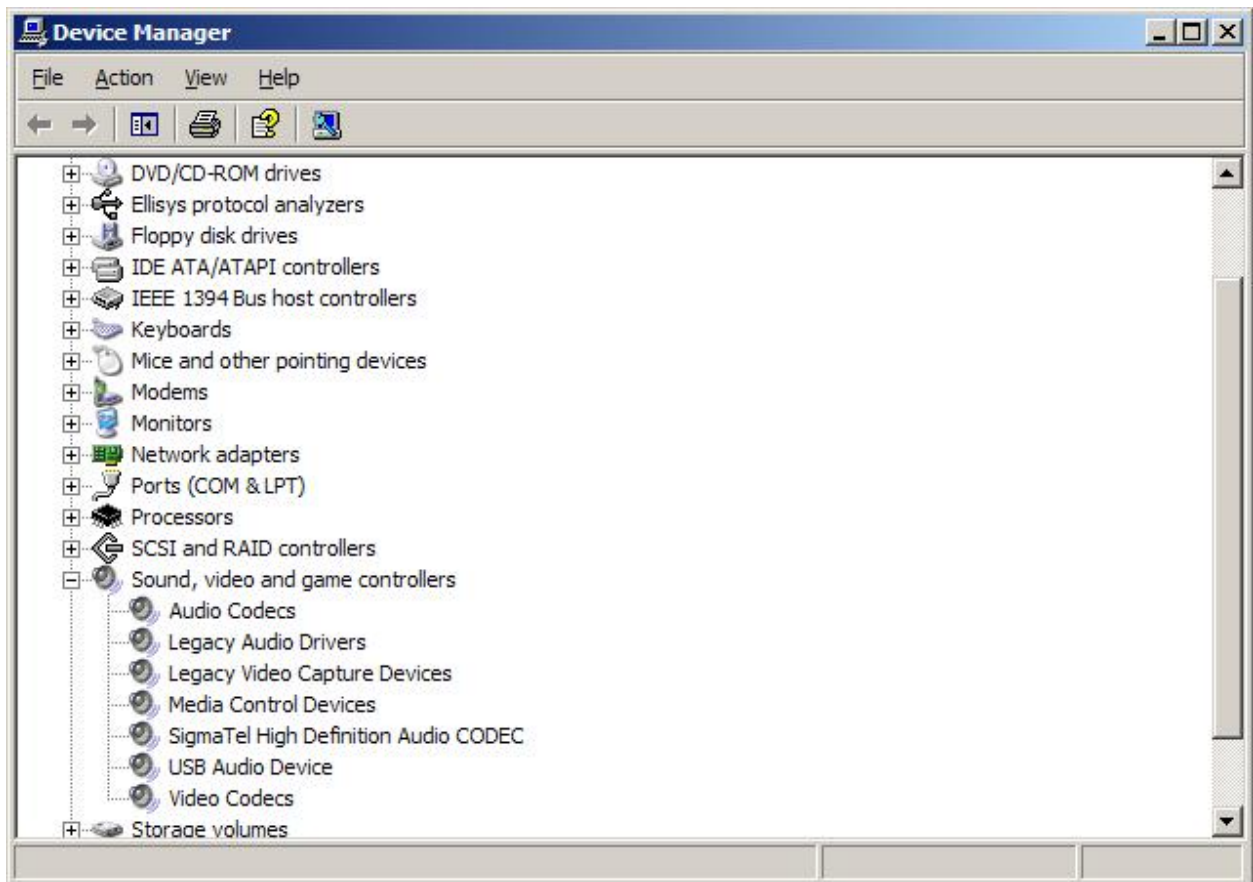 Device Manager
File Action View Help
DVD/CD-ROM drives
Ellisys protocol analyzers
Floppy disk drives
IDE ATA/ATAPI controllers
IEEE 1394 Bus host controllers
Keyboards
Mice and other pointing devices
Modems
Monitors
Network adapters
Ports (COM & LPT)
Processors
SCSI and RAID controllers
Sound, video and game controllers
Audio Codecs
Legacy Audio Drivers
Legacy Video Capture Devices
Media Control Devices
SigmaTel High Definition Audio CODEC
USB Audio Device
Video Codecs
Storage volumes